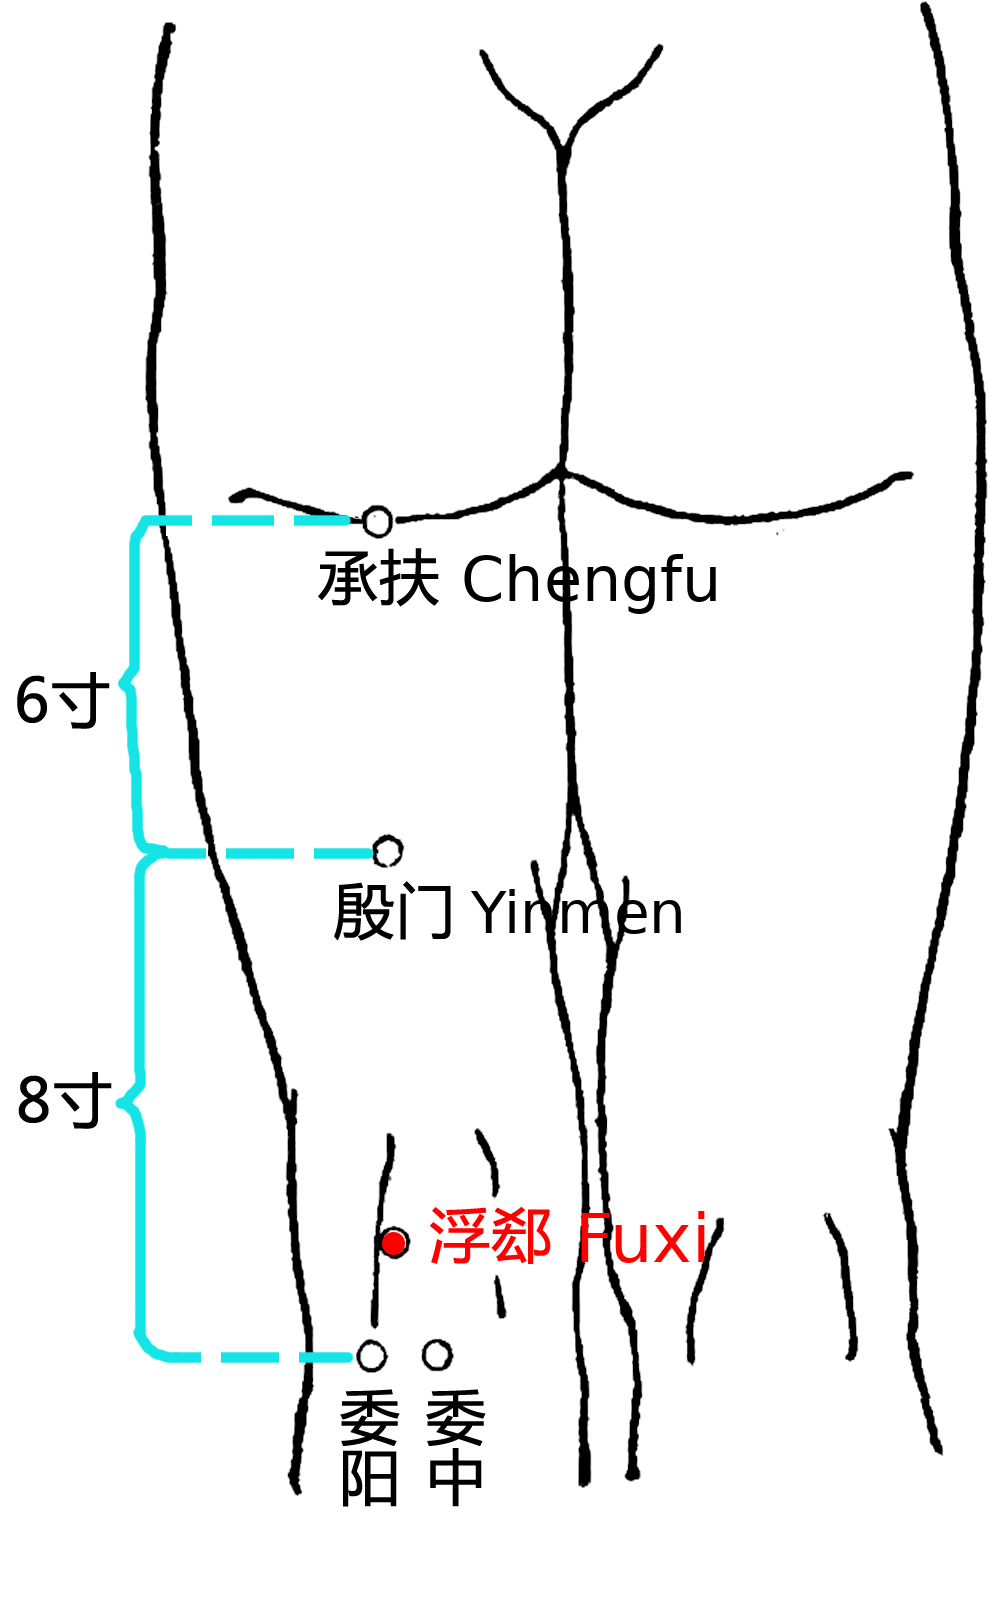 承扶 Chengfu
6寸
殷门 Yinmen
8寸
浮郄 Fuxi
委阳
委中